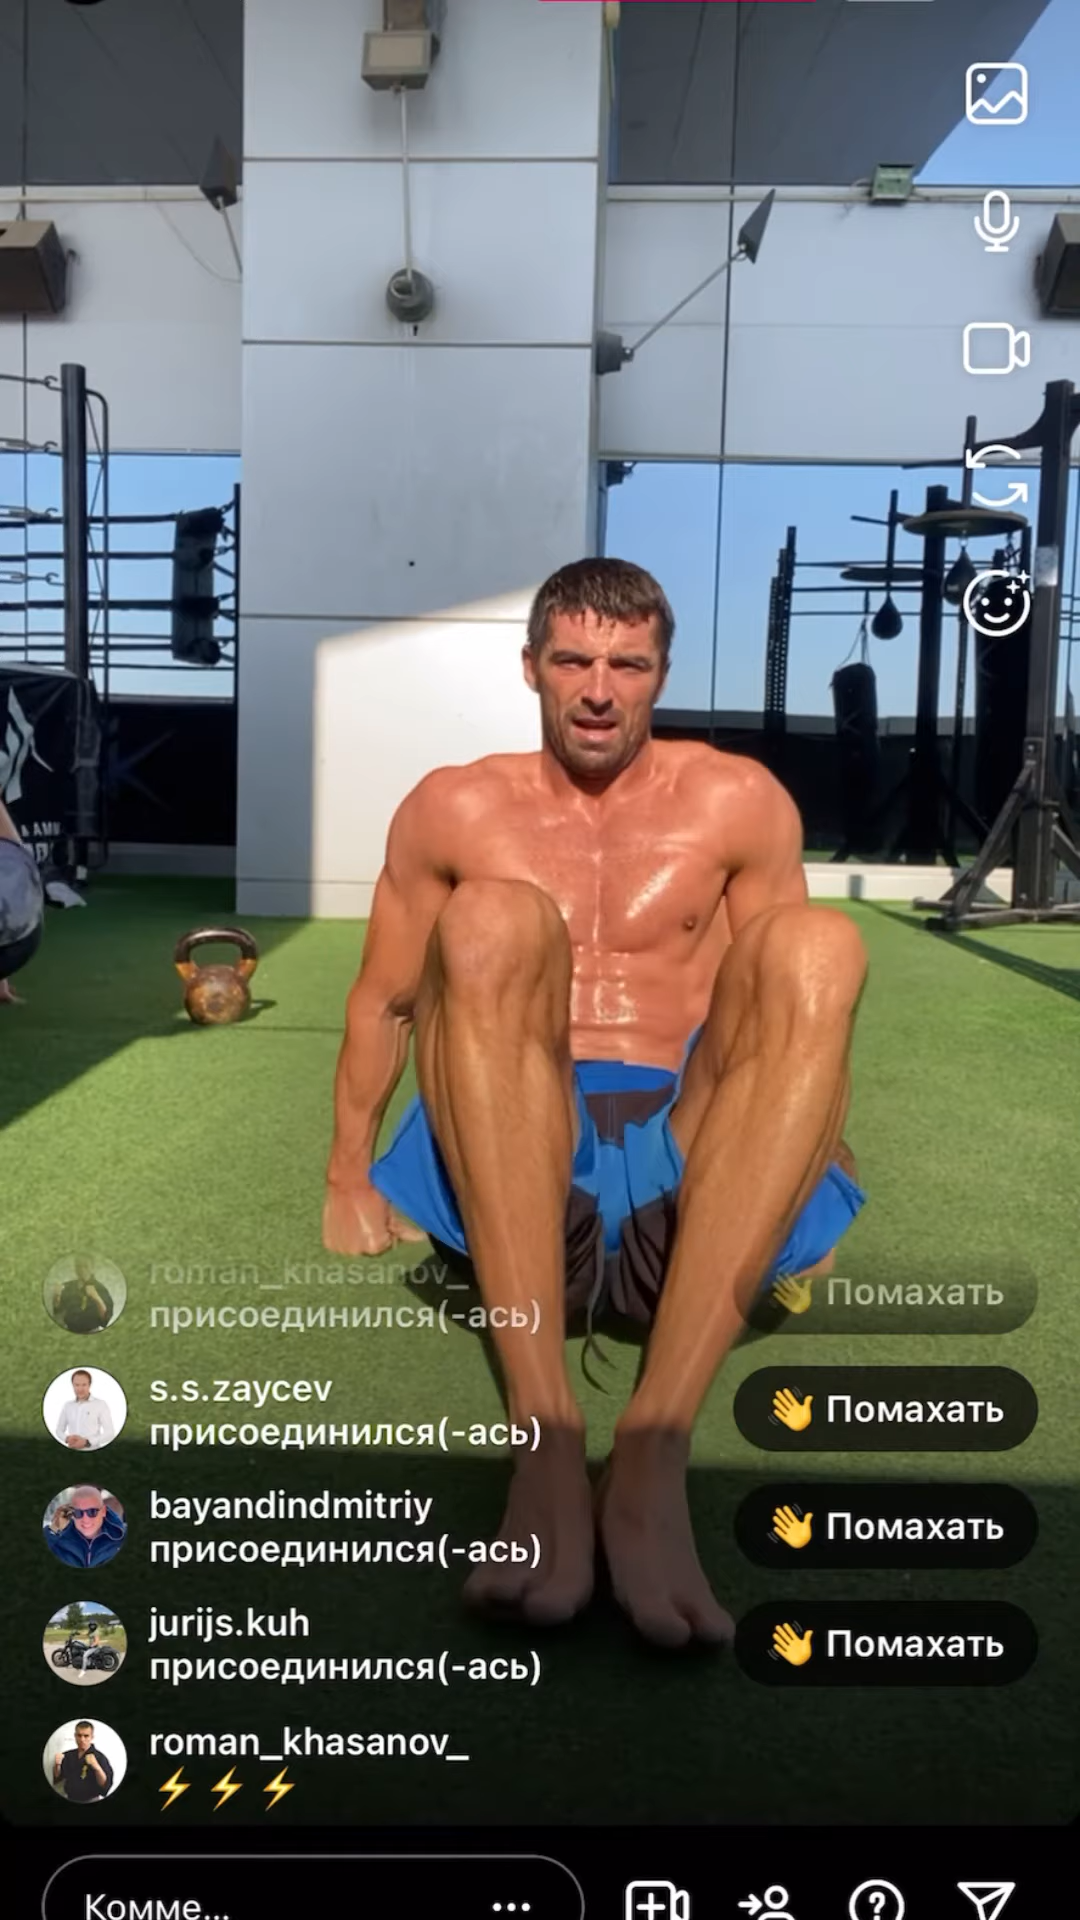 roman_khasanov_
присоединился(-ась)
👋 Помахать
s.s.zaycev
присоединился(-ась)
👋 Помахать
bayandindmitriy
присоединился(-ась)
👋 Помахать
jurijs.kuh
присоединился(-ась)
👋 Помахать
roman_khasanov_
⚡⚡⚡
Комме...